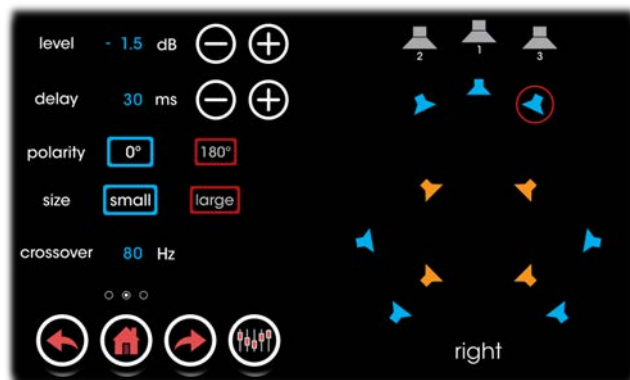 level - 1.5 dB
delay 30 ms
polarity 0° 180°
size small large
crossover 80 Hz
2 1 3
right